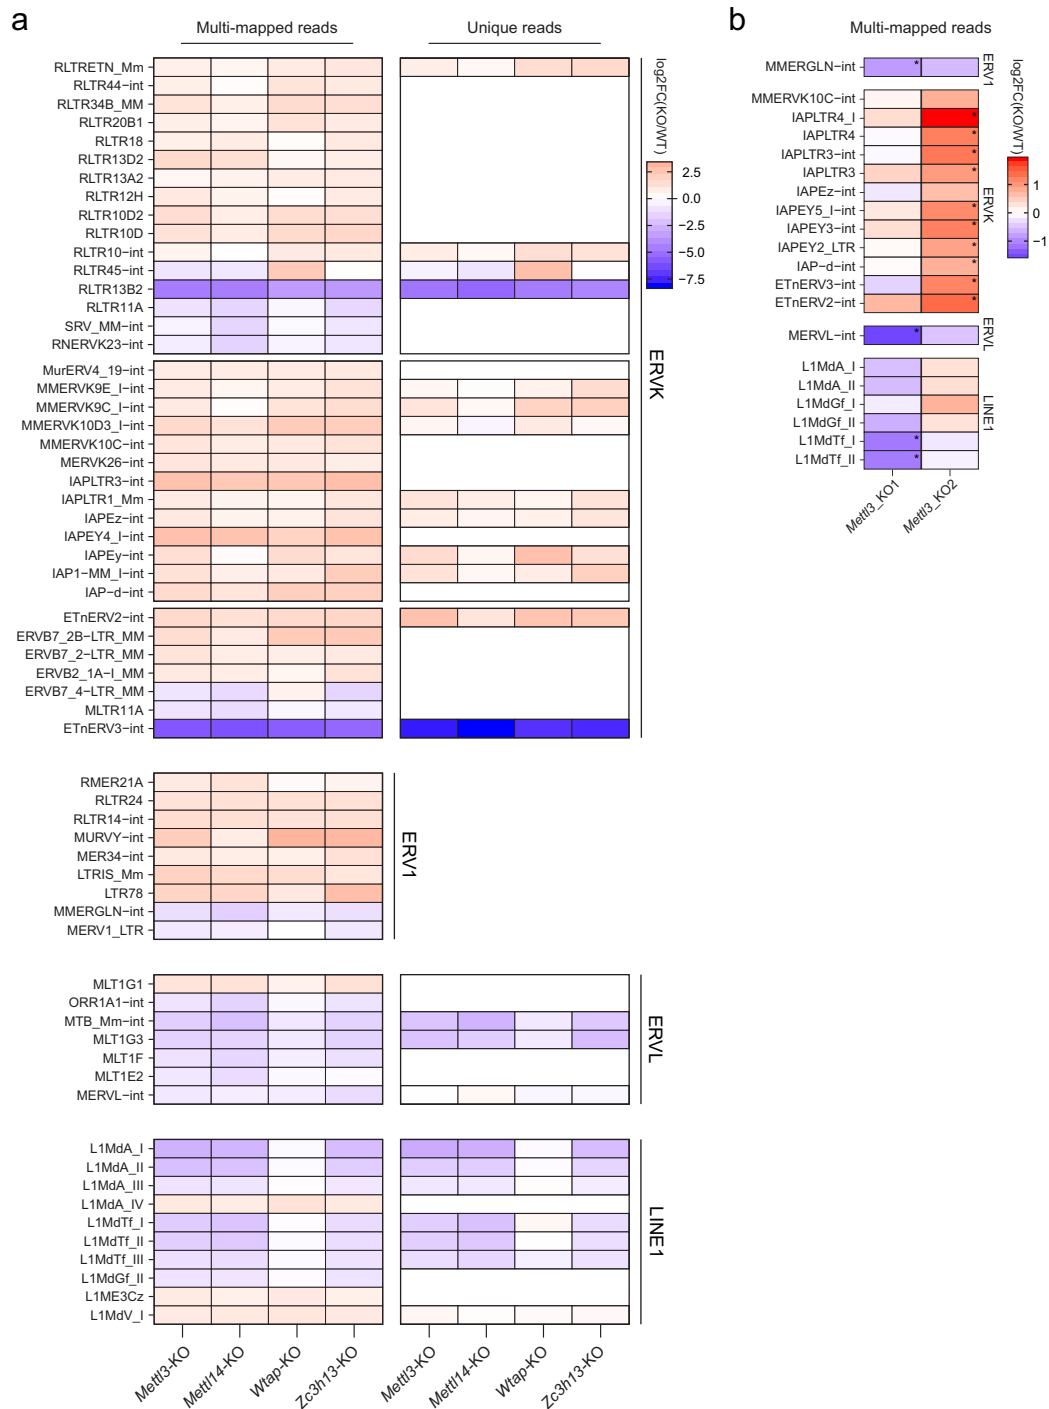 a
Multi-mapped reads
Unique reads
RLTRETN_Mm
RLTR44−int
RLTR34B_MM
RLTR20B1
RLTR18
RLTR13D2
RLTR13A2
RLTR12H
RLTR10D2
RLTR10D
RLTR10−int
RLTR45−int
RLTR13B2
RLTR11A
SRV_MM−int
RNERVK23−int
MurERV4_19−int
MMERVK9E_I−int
MMERVK9C_I−int
MMERVK10D3_I−int
MMERVK10C−int
MERVK26−int
IAPLTR3−int
IAPLTR1_Mm
IAPEz−int
IAPEY4_I−int
IAPEy−int
IAP1−MM_I−int
IAP−d−int
ETnERV2−int
ERVB7_2B−LTR_MM
ERVB7_2−LTR_MM
ERVB2_1A−I_MM
ERVB7_4−LTR_MM
MLTR11A
ETnERV3−int
ERVK
log2FC(KO/WT)
2.5
0.0
−2.5
−5.0
−7.5
RMER21A
RLTR24
RLTR14−int
MURVY−int
MER34−int
LTRIS_Mm
LTR78
MMERGLN−int
MERV1_LTR
ERV1
MLT1G1
ORR1A1−int
MTB_Mm−int
MLT1G3
MLT1F
MLT1E2
MERVL−int
ERVL
L1MdA_I
L1MdA_II
L1MdA_III
L1MdA_IV
L1MdTf_I
L1MdTf_II
L1MdTf_III
L1MdGf_II
L1ME3Cz
L1MdV_I
LINE1
Mettl3-KO
Mettl14-KO
Wtap-KO
Zc3h13-KO
Mettl3-KO
Mettl14-KO
Wtap-KO
Zc3h13-KO
b
Multi-mapped reads
MMERGLN−int
*
ERV1
MMERVK10C−int
IAPLTR4_I
*
IAPLTR4
*
IAPLTR3−int
*
IAPLTR3
*
IAPEz−int
IAPEY5_I−int
*
IAPEY3−int
*
IAPEY2_LTR
*
IAP−d−int
*
ETnERV3−int
*
ETnERV2−int
*
ERVK
MERVL−int
*
ERVL
L1MdA_I
L1MdA_II
L1MdGf_I
L1MdGf_II
L1MdTf_I
*
L1MdTf_II
*
LINE1
Mettl3_KO1
Mettl3_KO2
log2FC(KO/WT)
1
0
−1